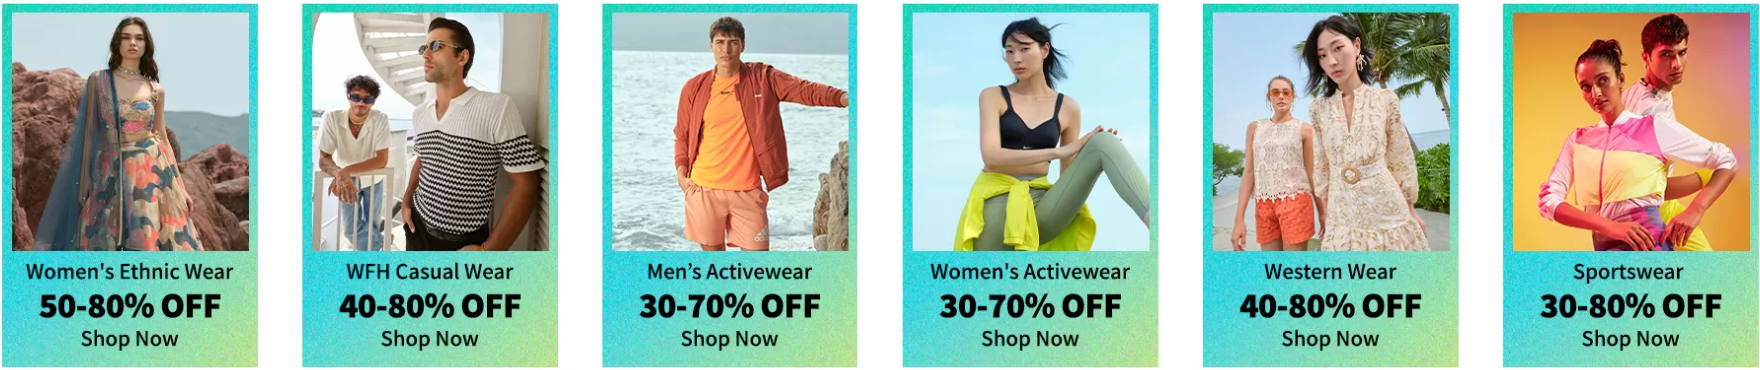 Women's Ethnic Wear
50-80% OFF
Shop Now
WFH Casual Wear
40-80% OFF
Shop Now
Men’s Activewear
30-70% OFF
Shop Now
Women's Activewear
30-70% OFF
Shop Now
Western Wear
40-80% OFF
Shop Now
Sportswear
30-80% OFF
Shop Now